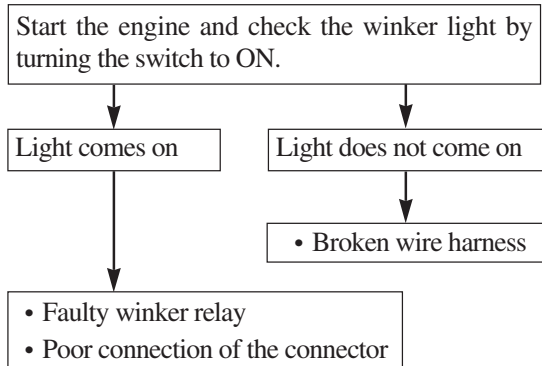 Start the engine and check the winker light by
turning the switch to ON.
Light comes on
Light does not come on
• Broken wire harness
• Faulty winker relay
• Poor connection of the connector